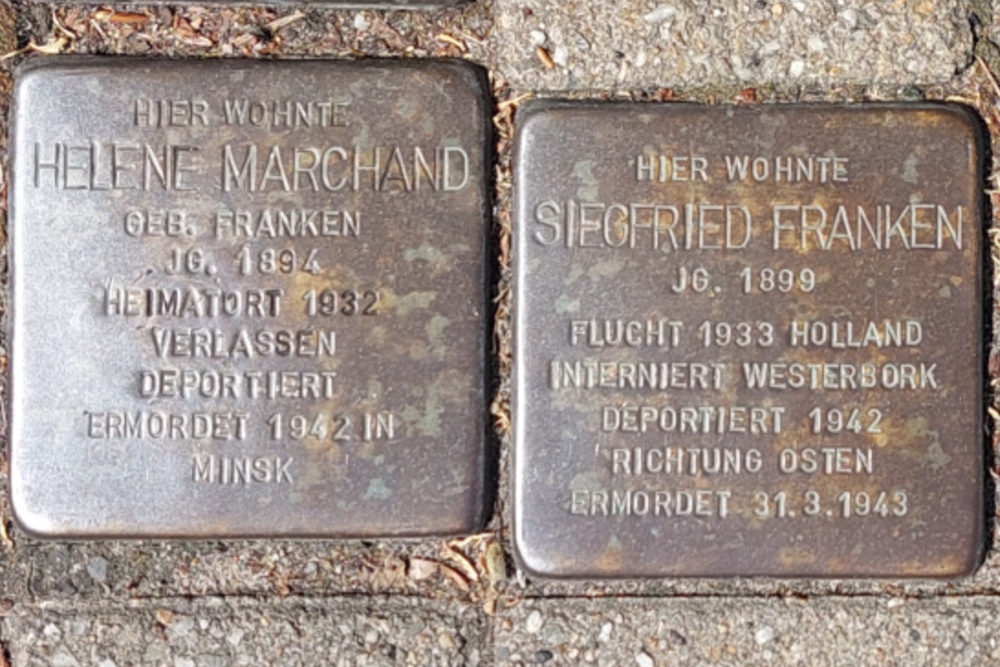 HIER WOHNTE
HELENE MARCHAND
GEB. FRANKEN
JG. 1894
HEIMATORT 1932
VERLASSEN
DEPORTIERT
ERMORDET 1942 IN
MINSK
HIER WOHNTE
SIEGFRIED FRANKEN
JG. 1899
FLUCHT 1933 HOLLAND
INTERNIERT WESTERBORK
DEPORTIERT 1942
RICHTUNG OSTEN
ERMORDET 31.3.1943